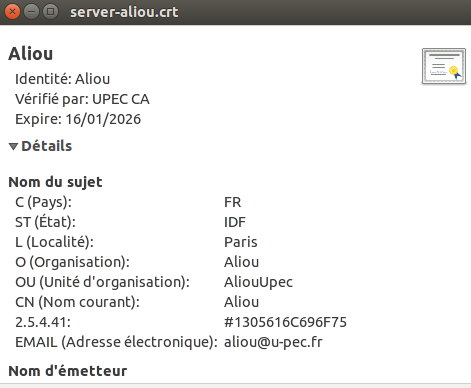 server-aliou.crt
Aliou
Identité: Aliou
Vérifié par: UPEC CA
Expire: 16/01/2026
Détails
Nom du sujet
C (Pays): FR
ST (État): IDF
L (Localité): Paris
O (Organisation): Aliou
OU (Unité d'organisation): AliouUpec
CN (Nom courant): Aliou
2.5.4.41: #1305616C696F75
EMAIL (Adresse électronique): aliou@u-pec.fr
Nom d'émetteur